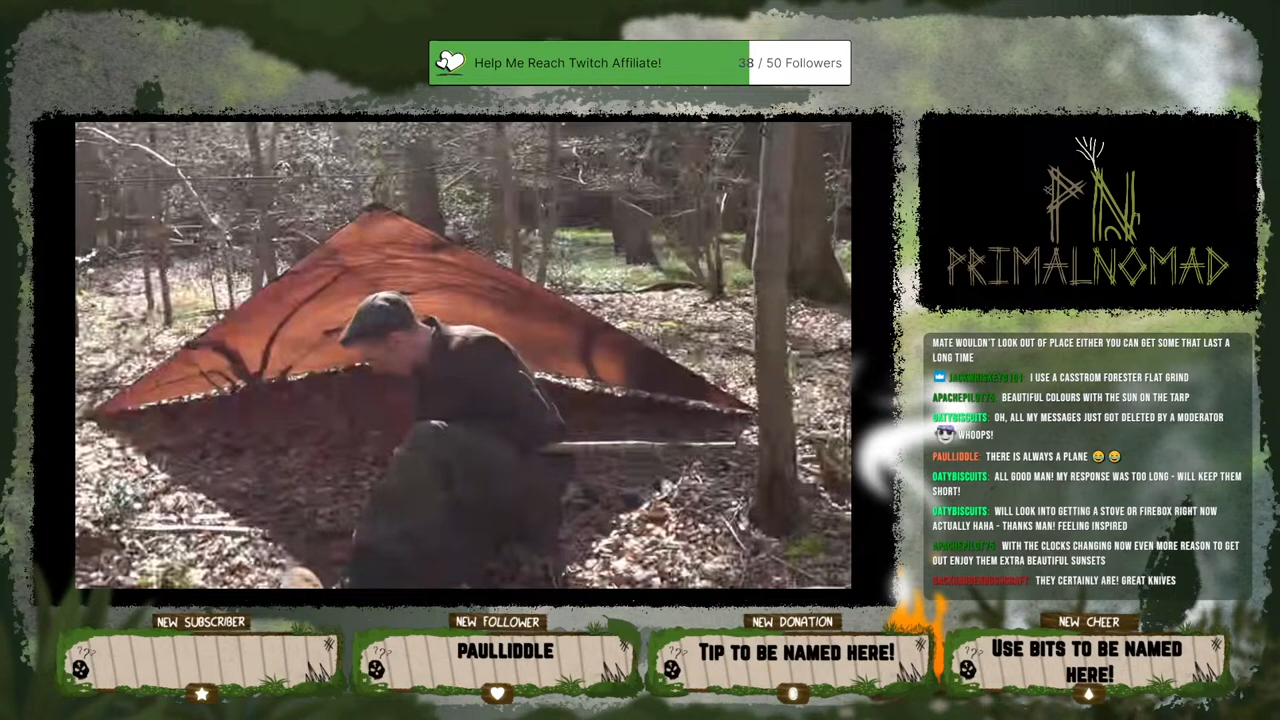 Help Me Reach Twitch Affiliate!
38 / 50 Followers
PN
PRIMALNOMAD
MATE WOULDN'T LOOK OUT OF PLACE EITHER YOU CAN GET SOME THAT LAST A
LONG TIME
I USE A CASSTROM FORESTER FLAT GRIND
APACHEPILOT75: BEAUTIFUL COLOURS WITH THE SUN ON THE TARP
OATYBISCUITS: OH, ALL MY MESSAGES JUST GOT DELETED BY A MODERATOR
WHOOPS!
PAULLIDDLE: THERE IS ALWAYS A PLANE
OATYBISCUITS: ALL GOOD MAN! MY RESPONSE WAS TOO LONG - WILL KEEP THEM
SHORT!
OATYBISCUITS: WILL LOOK INTO GETTING A STOVE OR FIREBOX RIGHT NOW
ACTUALLY HAHA - THANKS MAN! FEELING INSPIRED
APACHEPILOT75: WITH THE CLOCKS CHANGING NOW EVEN MORE REASON TO GET
OUT ENJOY THEM EXTRA BEAUTIFUL SUNSETS
THEY CERTAINLY ARE! GREAT KNIVES
NEW SUBSCRIBER
???
NEW FOLLOWER
???
PAULLIDDLE
NEW DONATION
???
TIP TO BE NAMED HERE!
NEW CHEER
???
USE BITS TO BE NAMED
HERE!